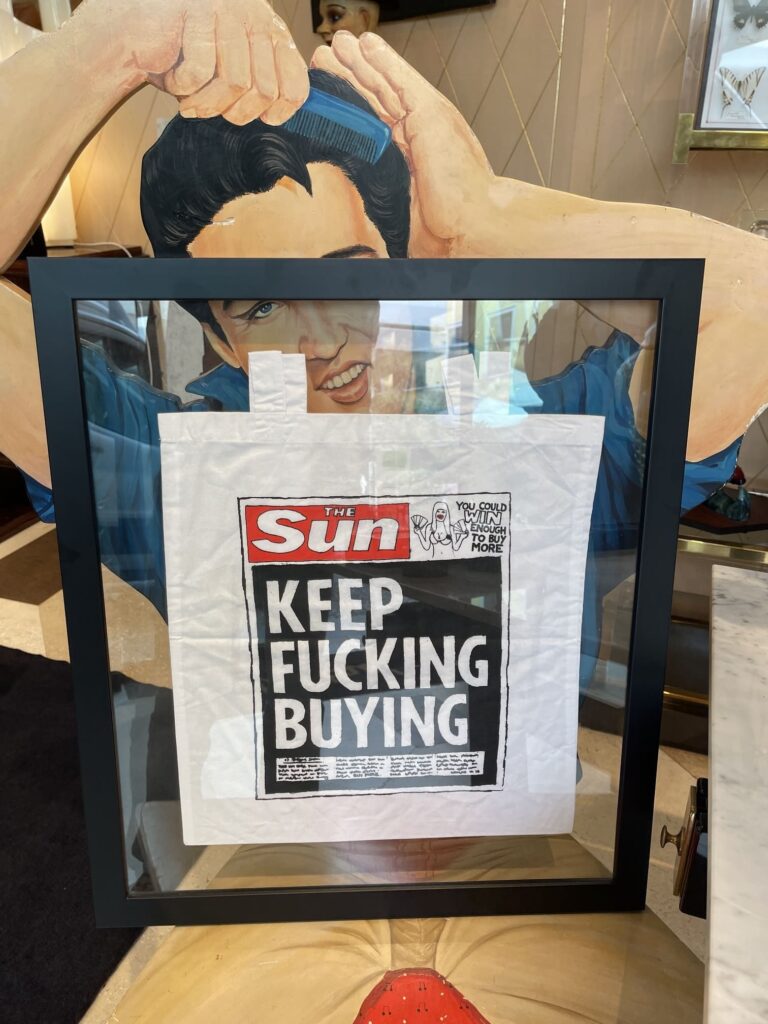 THE
Sun
YOU COULD
WIN
ENOUGH
TO BUY
MORE
KEEP
FUCKING
BUYING